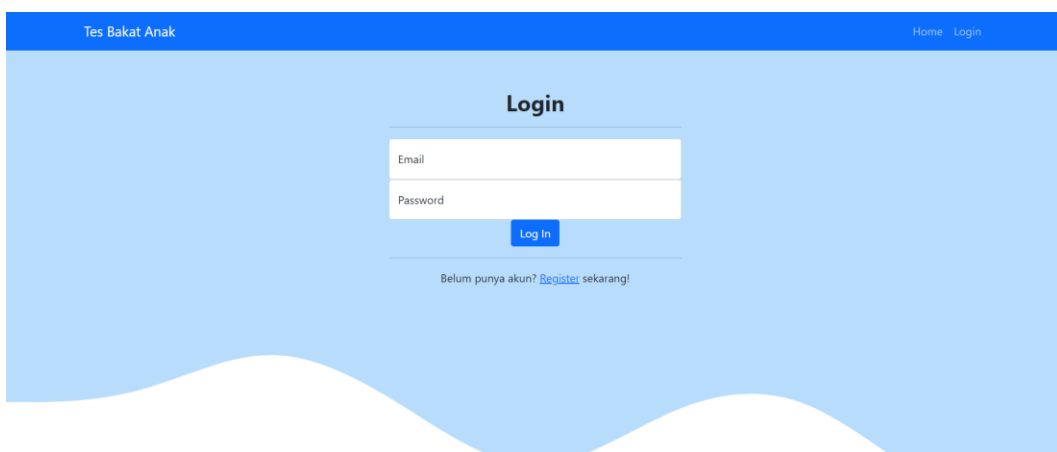 Tes Bakat Anak Home Login
Login
Email
Password
Log In
Belum punya akun? Register sekarang!